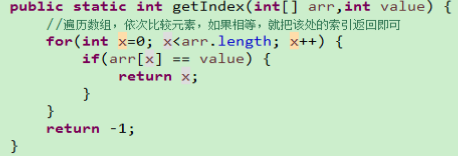 public static int getIndex(int[] arr,int value) {
//遍历数组，依次比较元素，如果相等，就把该处的索引返回即可
for(int x=0; x<arr.length; x++) {
if(arr[x] == value) {
return x;
}
}
return -1;
}